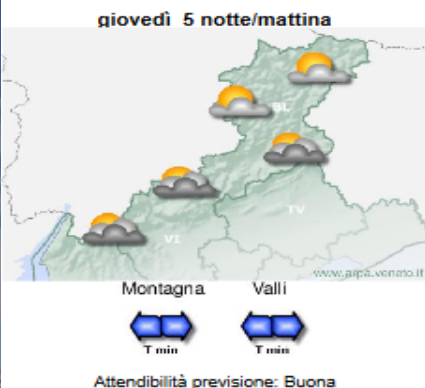 giovedì 5 notte/mattina
BL
TV
VI
www.arpa.veneto.it
Montagna Valli
T min T min
Attendibilità previsione: Buona